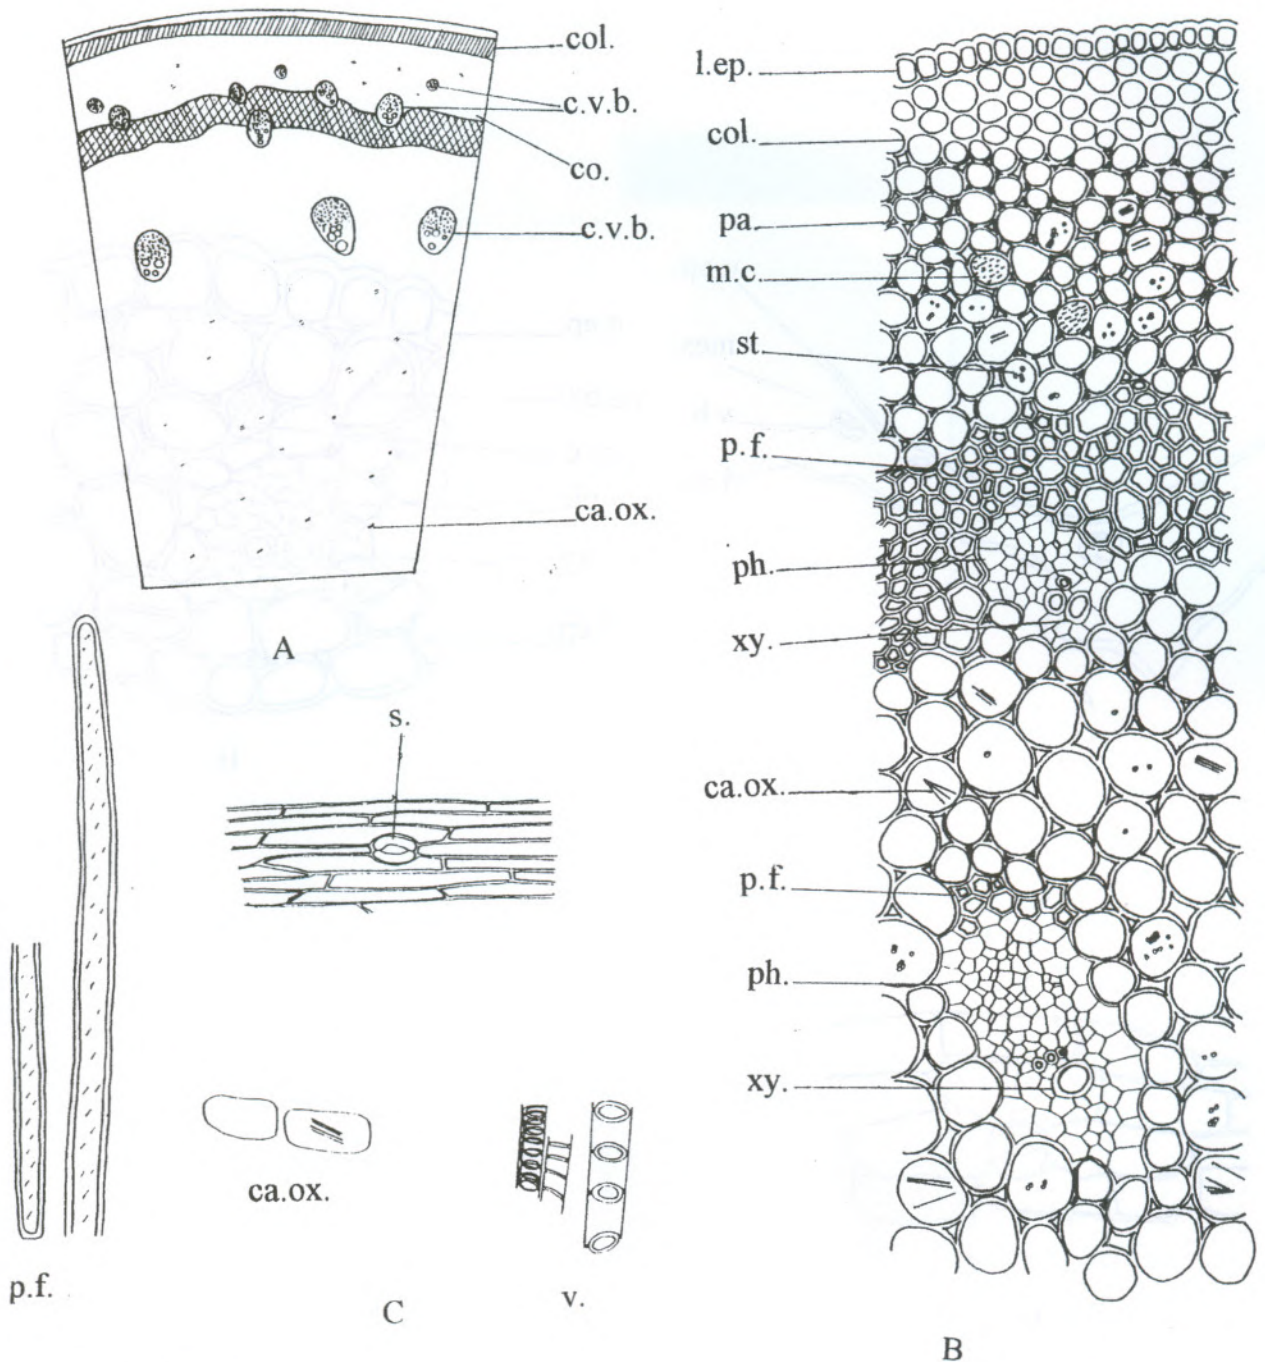 col.
c.v.b.
co.
c.v.b.
ca.ox.
A
s.
ca.ox.
p.f.
C
v.
l.ep.
col.
pa.
m.c.
st.
p.f.
ph.
xy.
ca.ox.
p.f.
ph.
xy.
B